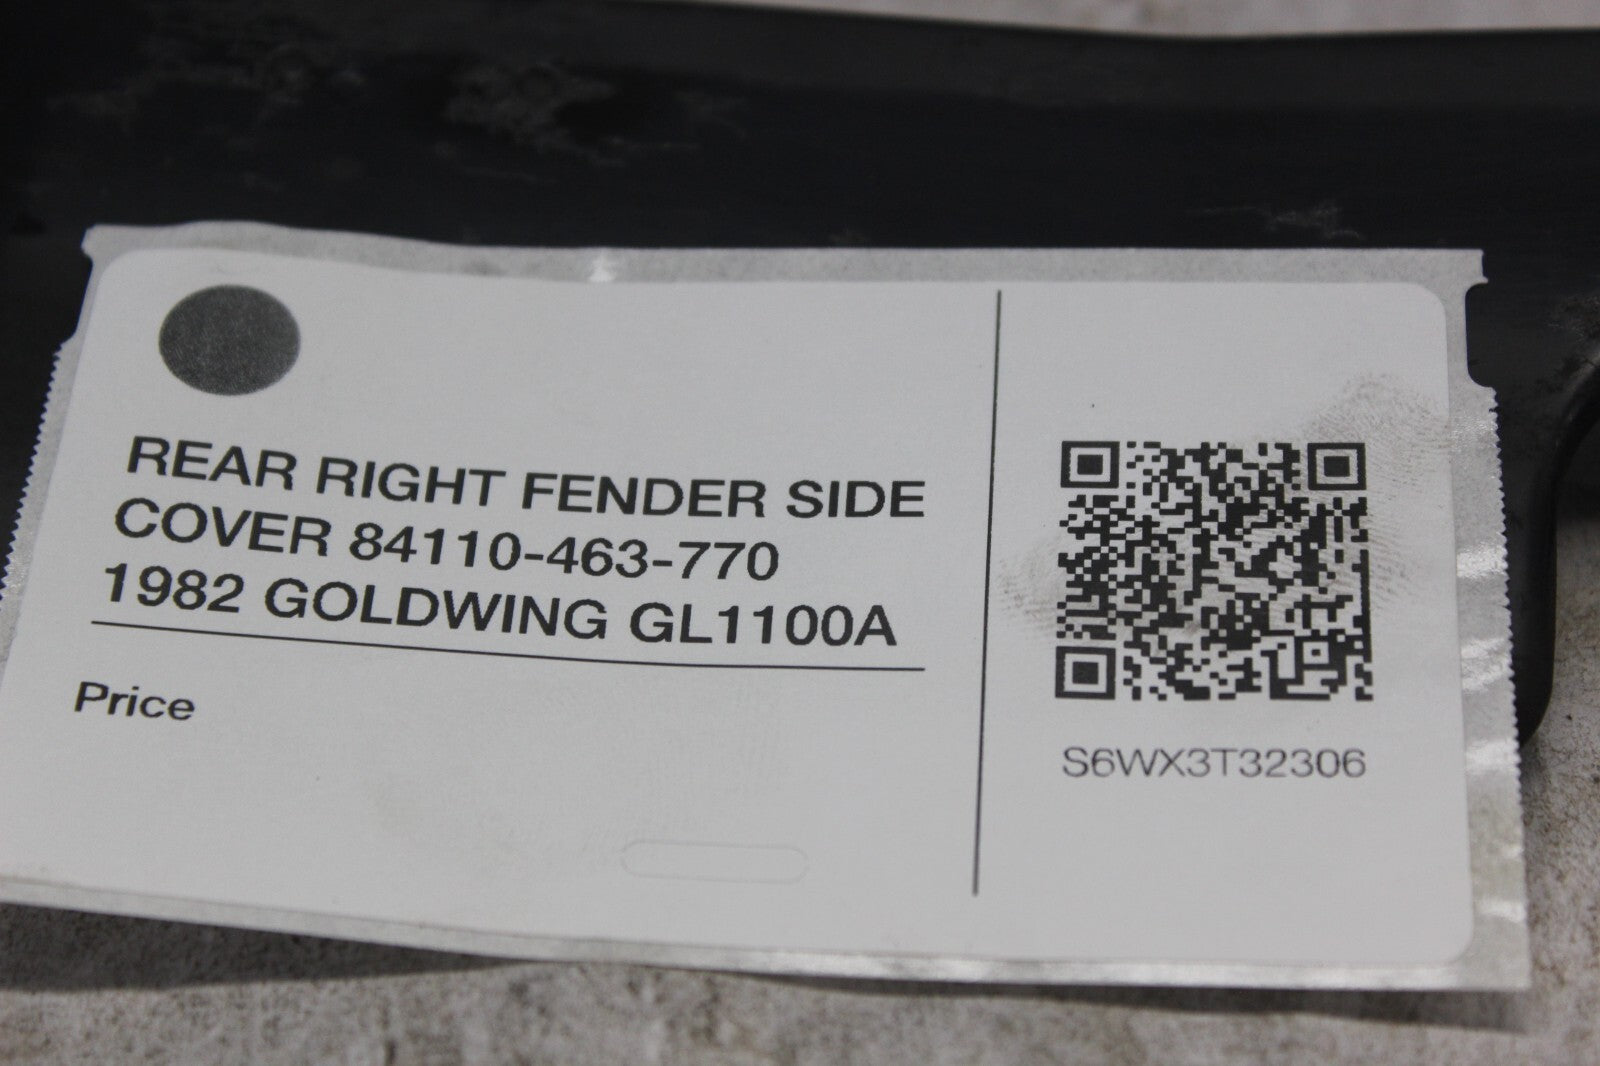 REAR RIGHT FENDER SIDE
COVER 84110-463-770
1982 GOLDWING GL1100A
Price
S6WX3T32306